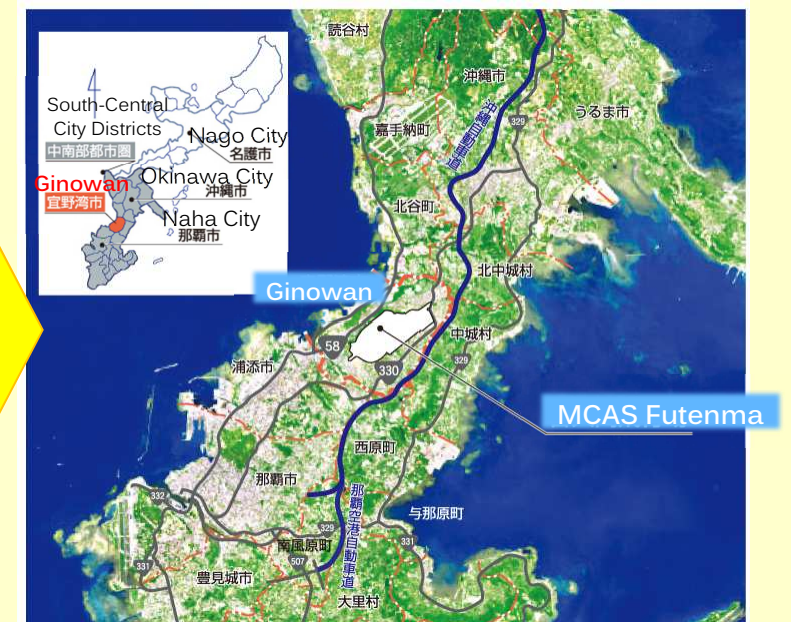 South-Central
City Districts
中南部都市圏
Nago City
名護市
Ginowan
宜野湾市
Okinawa City
沖縄市
Naha City
那覇市
読谷村
沖縄市
うるま市
329
沖縄自動車道
嘉手納町
北谷町
北中城村
Ginowan
中城村
58
330
329
浦添市
MCAS Futenma
西原町
那覇市
332
那覇空港自動車道
与那原町
329
南風原町
331
507
331
豊見城市
大里村